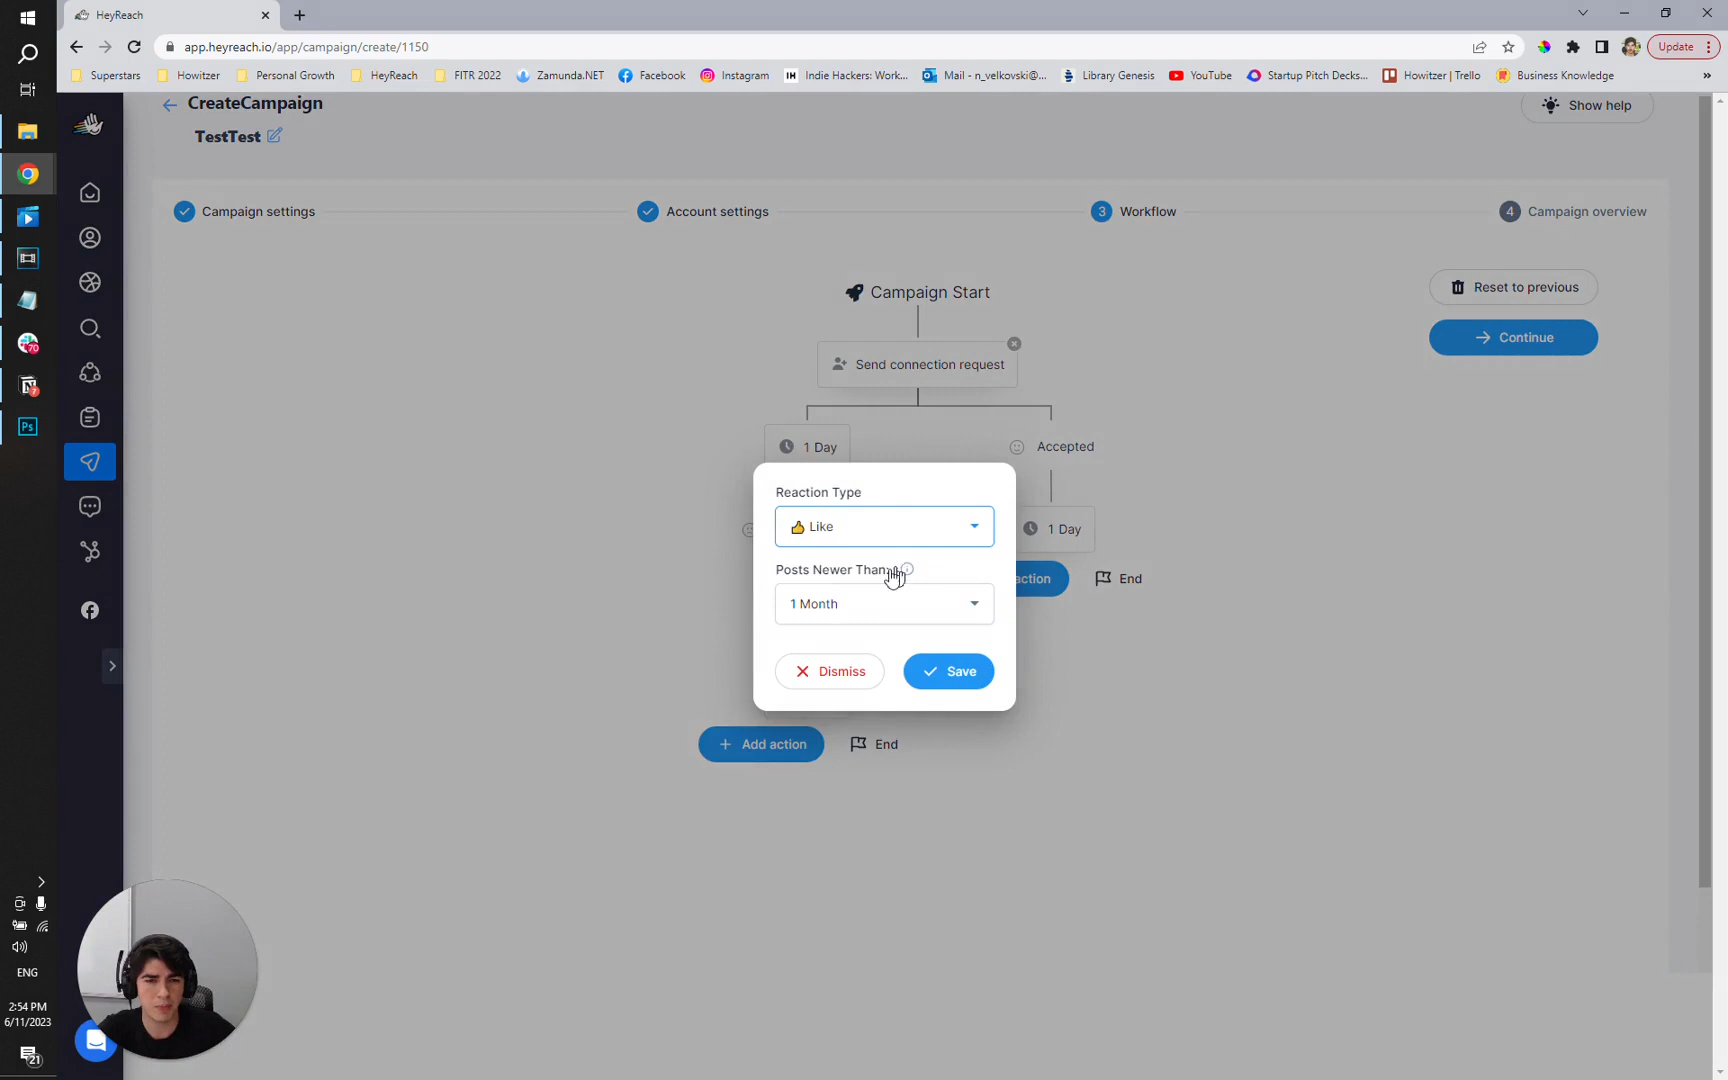 HeyReach
app.heyreach.io/app/campaign/create/1150
Update
Superstars
Howitzer
Personal Growth
HeyReach
FITR 2022
Zamunda.NET
Facebook
Instagram
Indie Hackers: Work...
Mail - n_velkovski@...
Library Genesis
YouTube
Startup Pitch Decks...
Howitzer | Trello
Business Knowledge
»
CreateCampaign
Show help
TestTest
Campaign settings
Account settings
3 Workflow
4 Campaign overview
Campaign Start
Reset to previous
Continue
Send connection request
1 Day
Accepted
Reaction Type
Like
1 Day
Posts Newer Than:
action
End
1 Month
Dismiss
Save
+ Add action
End
70
7
Ps
IH
ENG
2:54 PM
6/11/2023
21